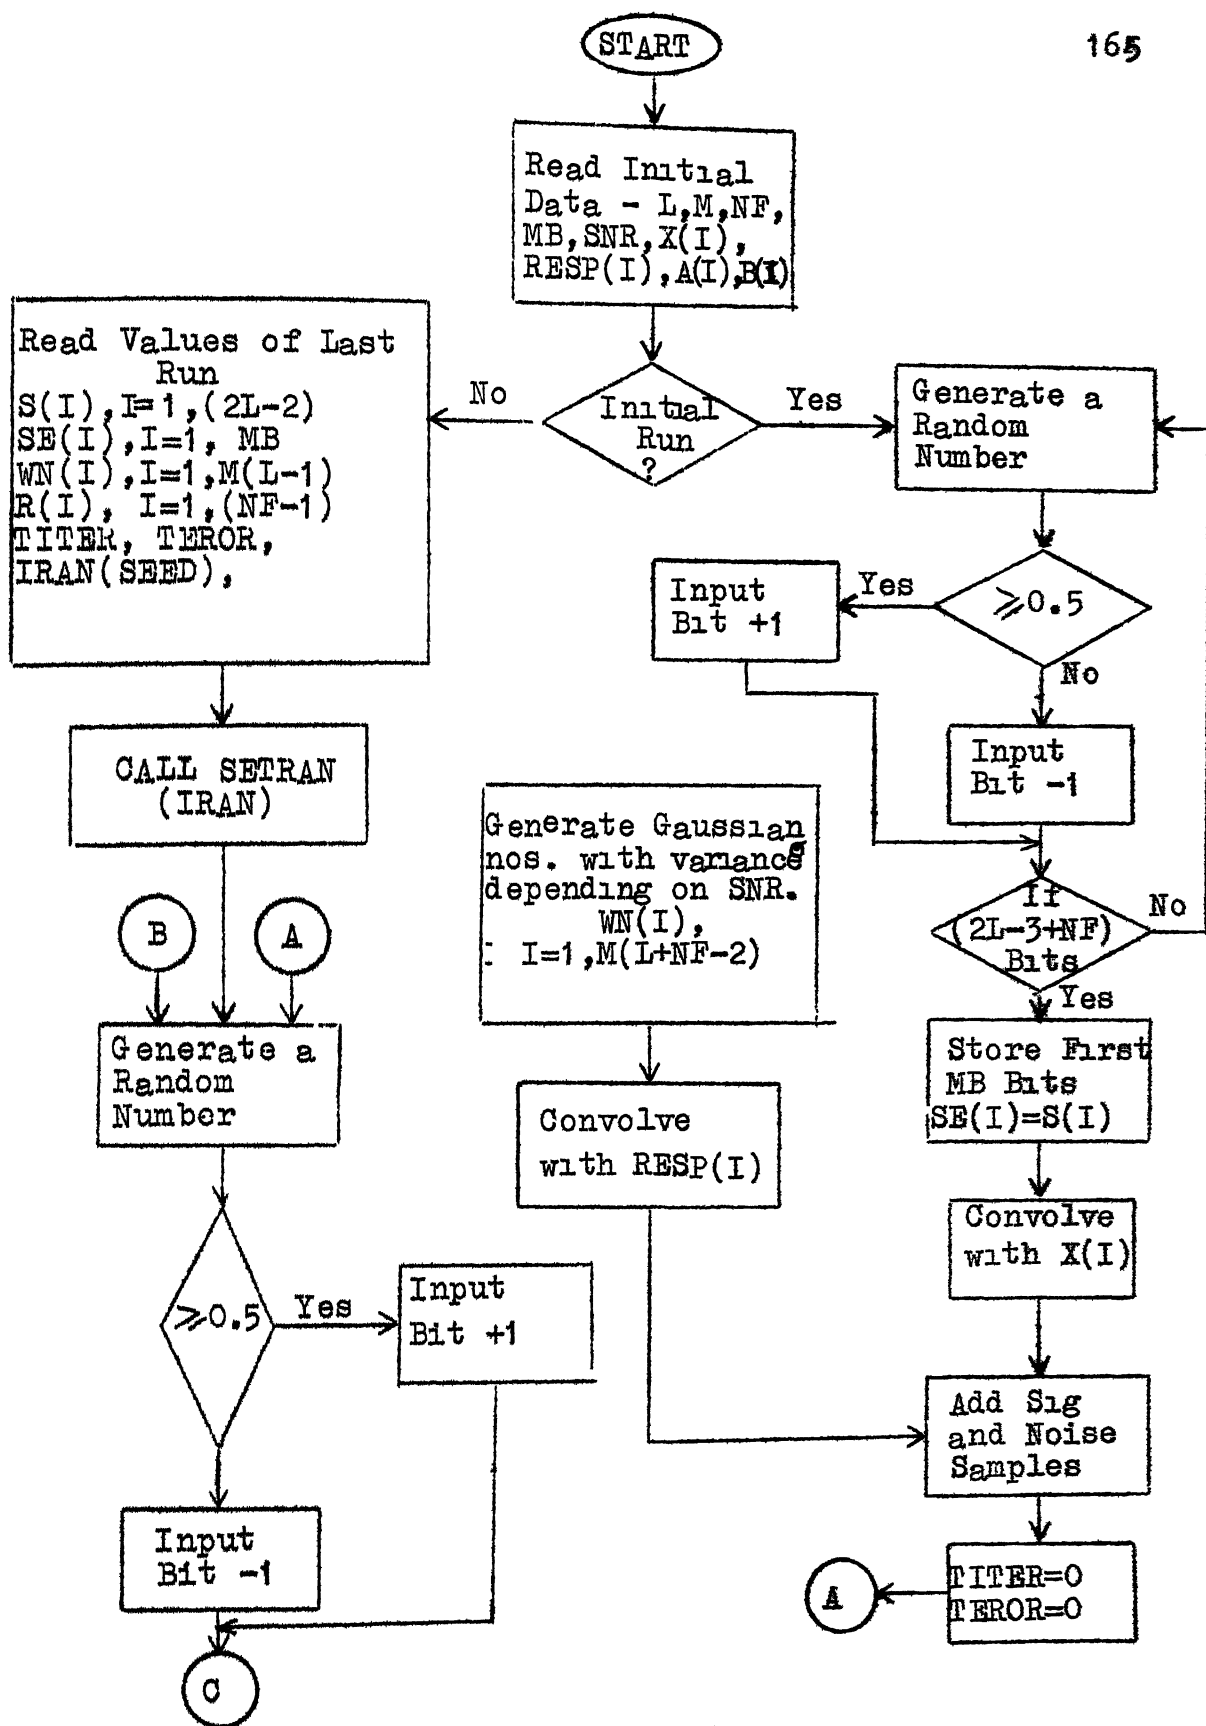 165
START
Read Initial
Data - L,M,NF,
MB,SNR,X(I),
RESP(I),A(I),B(I)
Initial
Run
?
No
Yes
Read Values of Last
Run
S(I),I=1,(2L-2)
SE(I),I=1, MB
WN(I),I=1,M(L-1)
R(I), I=1,(NF-1)
TITER, TEROR,
IRAN(SEED),
CALL SETRAN
(IRAN)
B
A
Generate a
Random
Number
≥0.5
Yes
Input
Bit +1
Input
Bit -1
C
Generate a
Random
Number
≥0.5
Yes
Input
Bit +1
No
Input
Bit -1
If
(2L-3+NF)
Bits
No
Yes
Store First
MB Bits
SE(I)=S(I)
Convolve
with X(I)
Generate Gaussian
nos. with variance
depending on SNR.
WN(I),
: I=1,M(L+NF-2)
Convolve
with RESP(I)
Add Sig
and Noise
Samples
TITER=0
TEROR=0
A